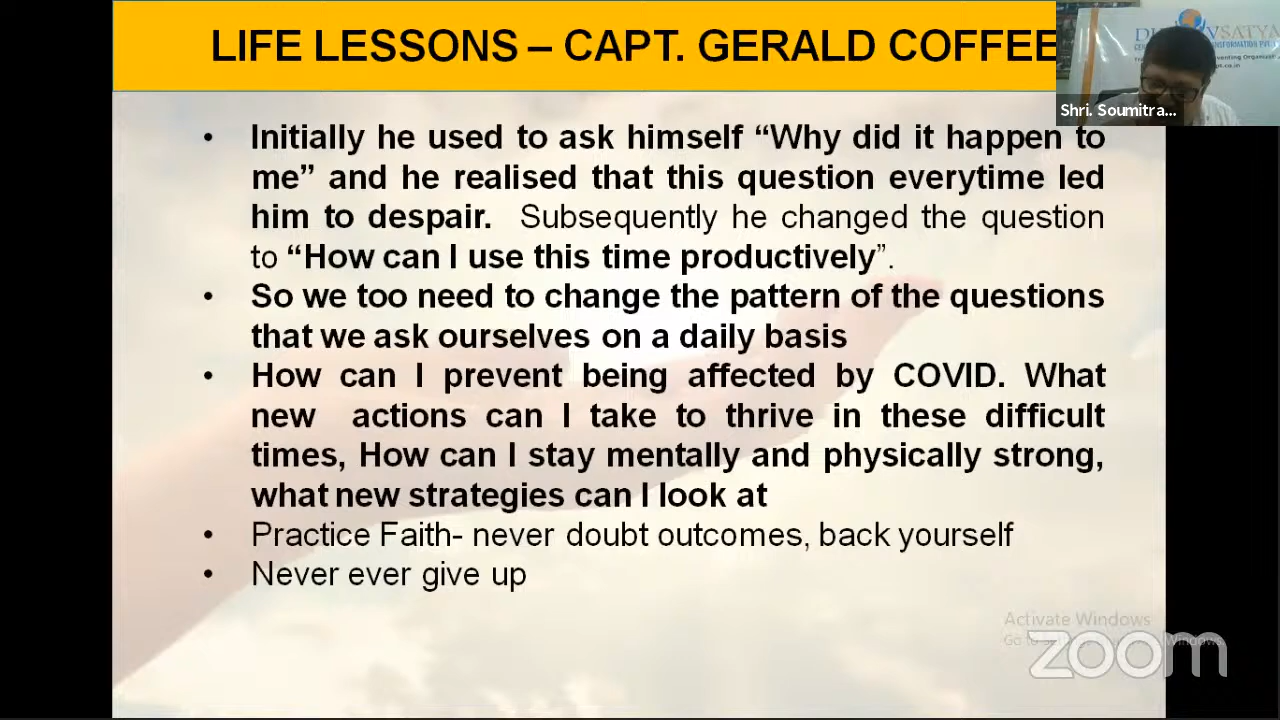 LIFE LESSONS – CAPT. GERALD COFFEE
Shri. Soumitra...
• Initially he used to ask himself “Why did it happen to
me” and he realised that this question everytime led
him to despair. Subsequently he changed the question
to “How can I use this time productively”.
• So we too need to change the pattern of the questions
that we ask ourselves on a daily basis
• How can I prevent being affected by COVID. What
new actions can I take to thrive in these difficult
times, How can I stay mentally and physically strong,
what new strategies can I look at
• Practice Faith- never doubt outcomes, back yourself
• Never ever give up
Activate Windows
Go to Windows.
zoom